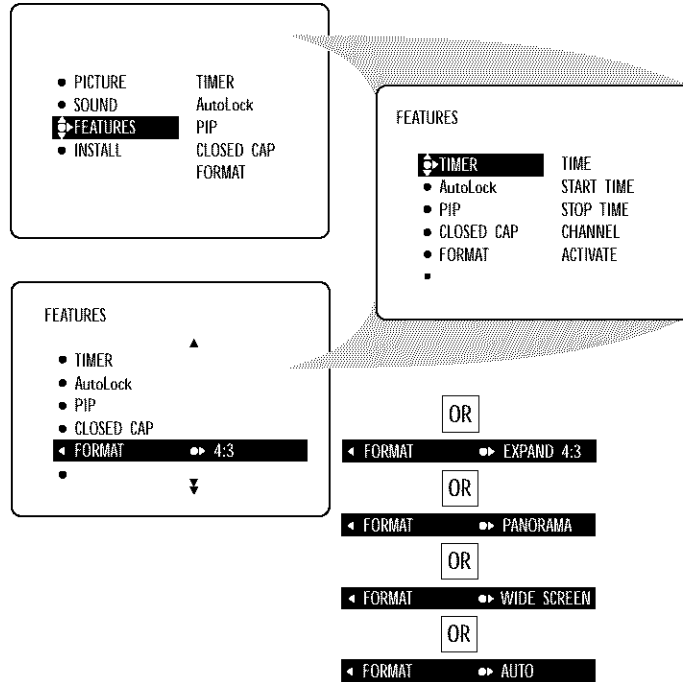 PICTURE TIMER
SOUND AutoLock
FEATURES PIP
INSTALL CLOSED CAP
FORMAT
FEATURES
TIMER TIME
AutoLock START TIME
PIP STOP TIME
CLOSED CAP CHANNEL
FORMAT ACTIVATE
FEATURES
TIMER
AutoLock
PIP
CLOSED CAP
FORMAT 4:3
OR
FORMAT EXPAND 4:3
OR
FORMAT PANORAMA
OR
FORMAT WIDE SCREEN
OR
FORMAT AUTO